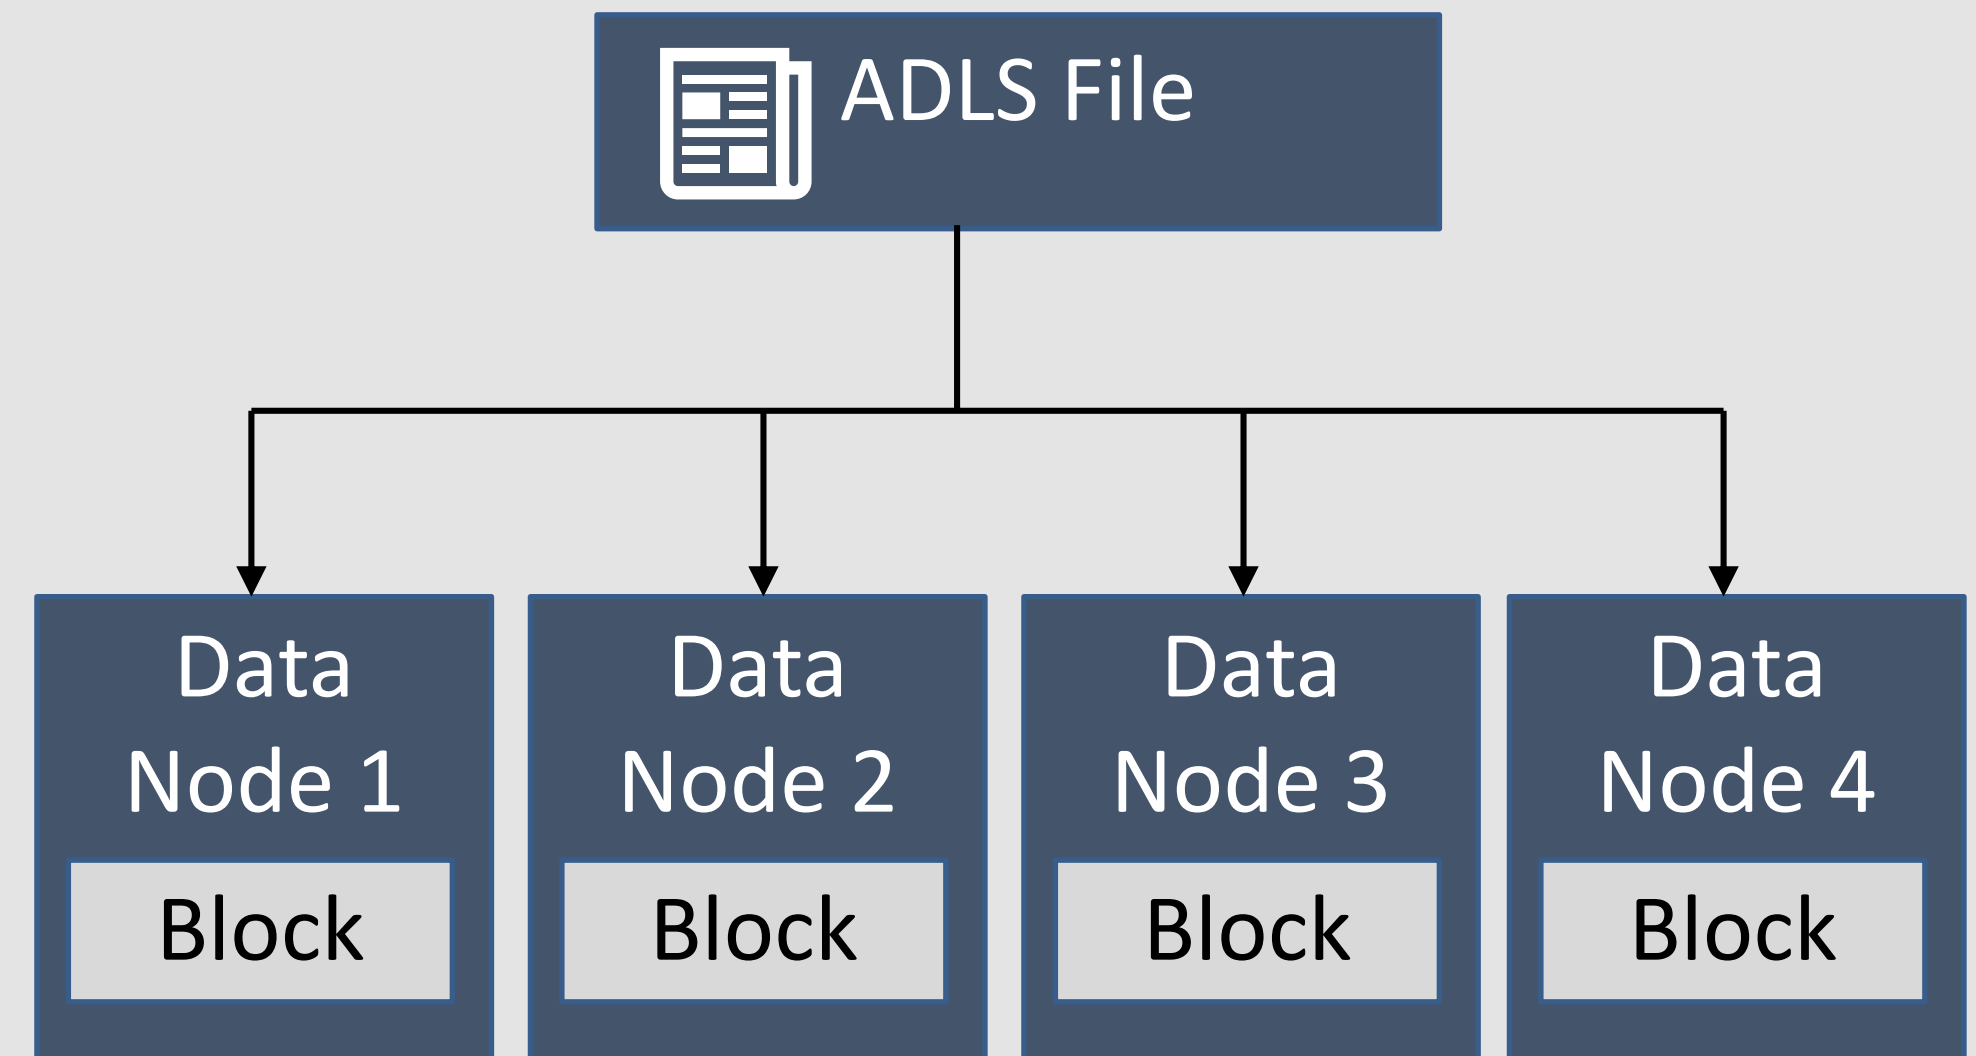 ADLS File
Data
Node 1
Block
Data
Node 2
Block
Data
Node 3
Block
Data
Node 4
Block